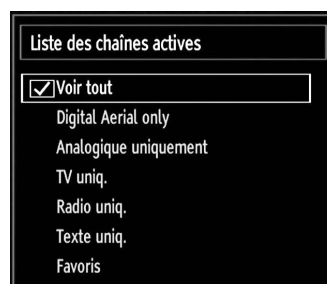 Liste des chaînes actives
Voir tout
Digital Aerial only
Analogique uniquement
TV uniq.
Radio uniq.
Texte uniq.
Favoris